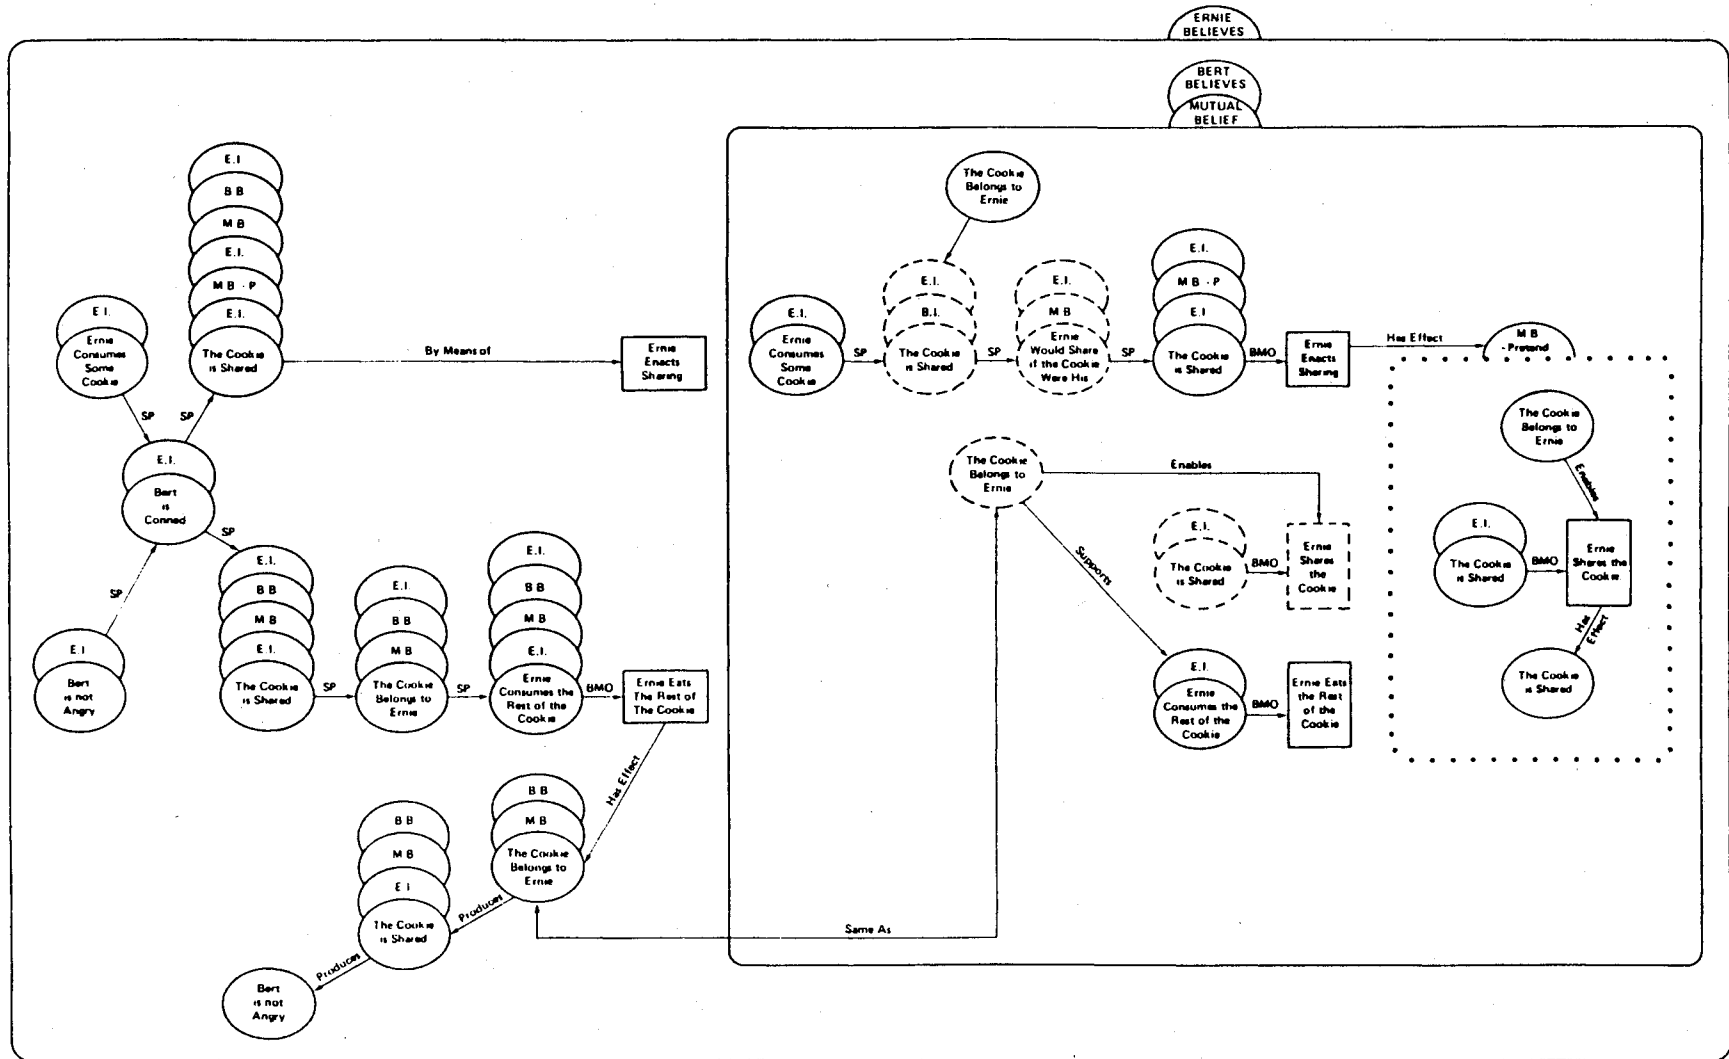 ERNIE
BELIEVES
BERT
BELIEVES
MUTUAL
BELIEF
E.I
B B
M B
E.I.
M B - P
E.I.
The Cookie
is Shared
By Means of
Ernie
Enacts
Sharing
E I.
Ernie
Consumes
Some
Cookie
SP
SP
E.I.
Bert
is
Conned
SP
SP
E.I
Bert
is not
Angry
E.I.
B B
M B
E.I.
The Cookie
is Shared
SP
E.I.
B B
M B
The Cookie
Belongs to
Ernie
SP
E.I.
B B
M B
E.I.
Ernie
Consumes the
Rest of the
Cookie
BMO
Ernie Eats
The Rest of
The Cookie
Has Effect
B B
M B
The Cookie
Belongs to
Ernie
Produces
B B
M B
E I
The Cookie
is Shared
Produces
Bert
is not
Angry
Same As
The Cookie
Belongs to
Ernie
E.I.
Ernie
Consumes
Some
Cookie
SP
E.I.
B.I.
The Cookie
is Shared
SP
E.I.
M B
Ernie
Would Share
if the Cookie
Were His
SP
E.I.
M B - P
E.I
The Cookie
is Shared
BMO
Ernie
Enacts
Sharing
Has Effect
M B
- Pretend
The Cookie
Belongs to
Ernie
Enables
E.I.
The Cookie
is Shared
BMO
Ernie
Shares the
Cookie.
Has
Effect
The Cookie
is Shared
The Cookie
Belongs to
Ernie
Enables
Supports
E.I.
The Cookie
is Shared
BMO
Ernie
Shares
the
Cookie
E.I.
Ernie
Consumes the
Rest of the
Cookie
BMO
Ernie Eats
the Rest
of the
Cookie